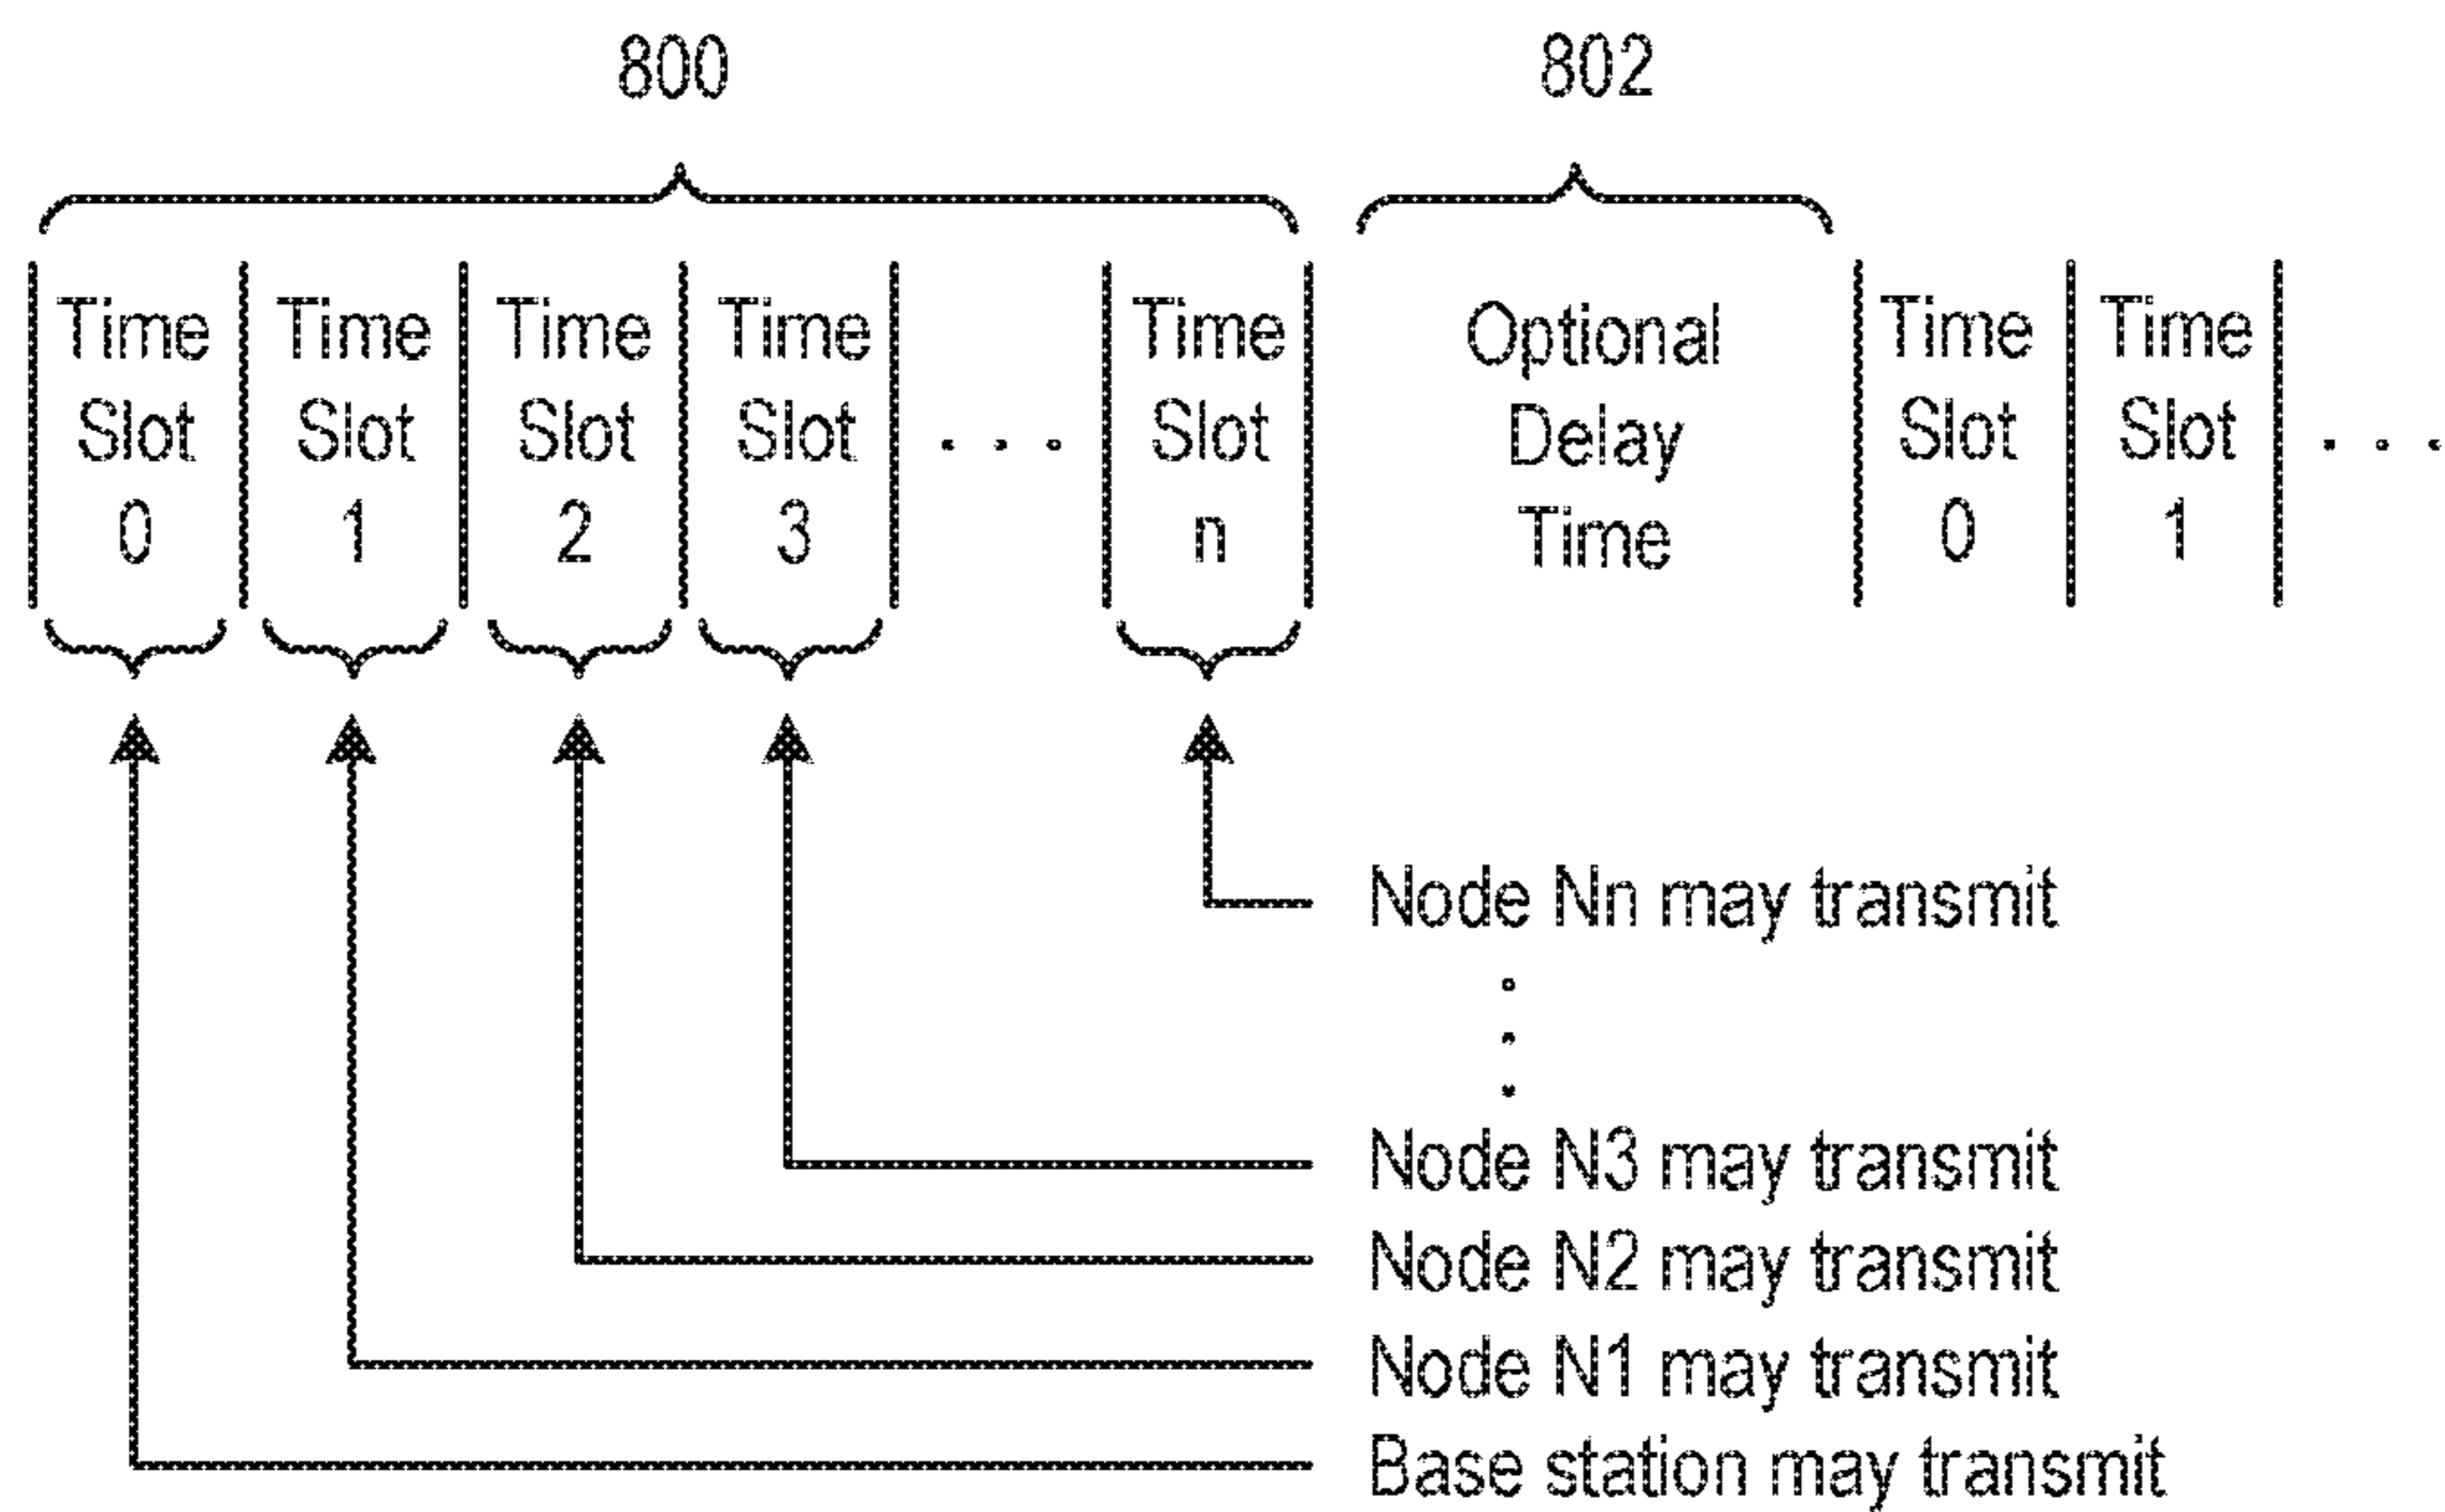 800
802
Time Slot 0
Time Slot 1
Time Slot 2
Time Slot 3
. . .
Time Slot n
Optional Delay Time
Time Slot 0
Time Slot 1
. . .
Node Nn may transmit
.
.
.
Node N3 may transmit
Node N2 may transmit
Node N1 may transmit
Base station may transmit